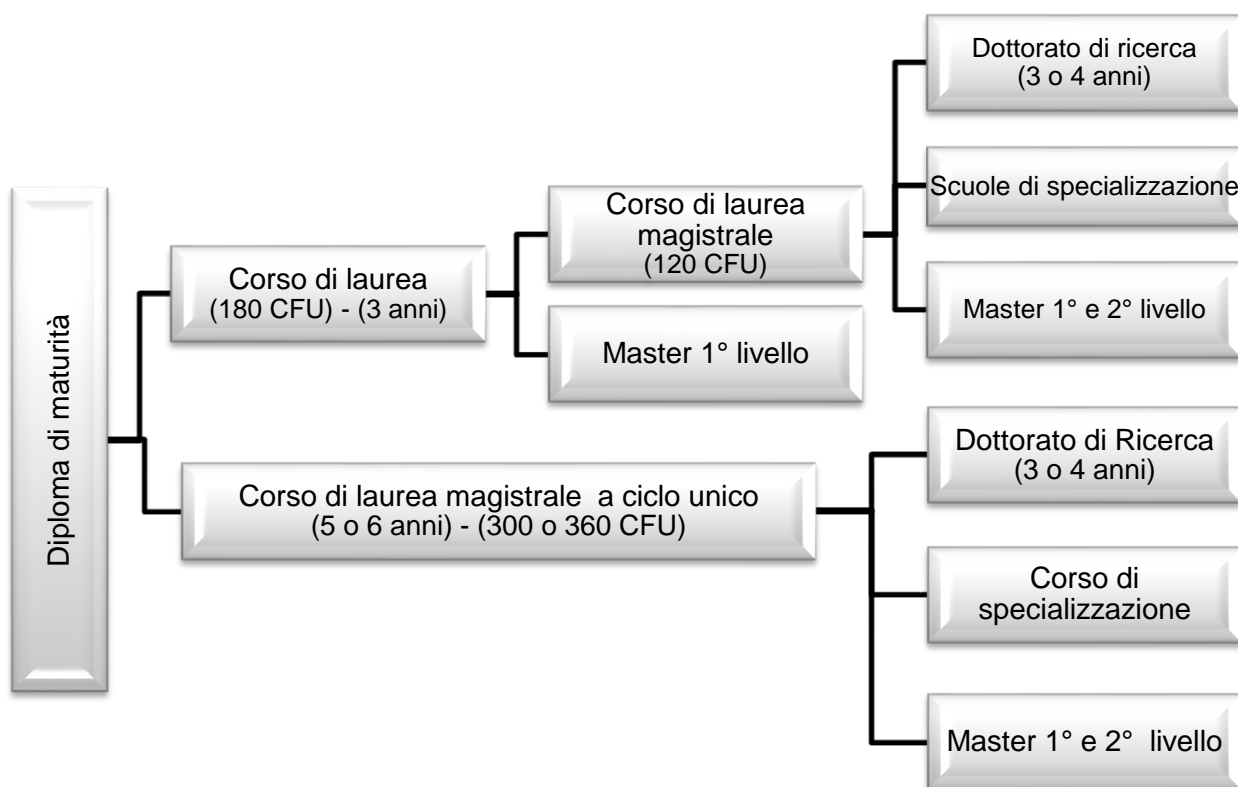 Diploma di maturità
Corso di laurea
(180 CFU) - (3 anni)
Corso di laurea
magistrale
(120 CFU)
Dottorato di ricerca
(3 o 4 anni)
Scuole di specializzazione
Master 1° e 2° livello
Master 1° livello
Corso di laurea magistrale a ciclo unico
(5 o 6 anni) - (300 o 360 CFU)
Dottorato di Ricerca
(3 o 4 anni)
Corso di
specializzazione
Master 1° e 2° livello